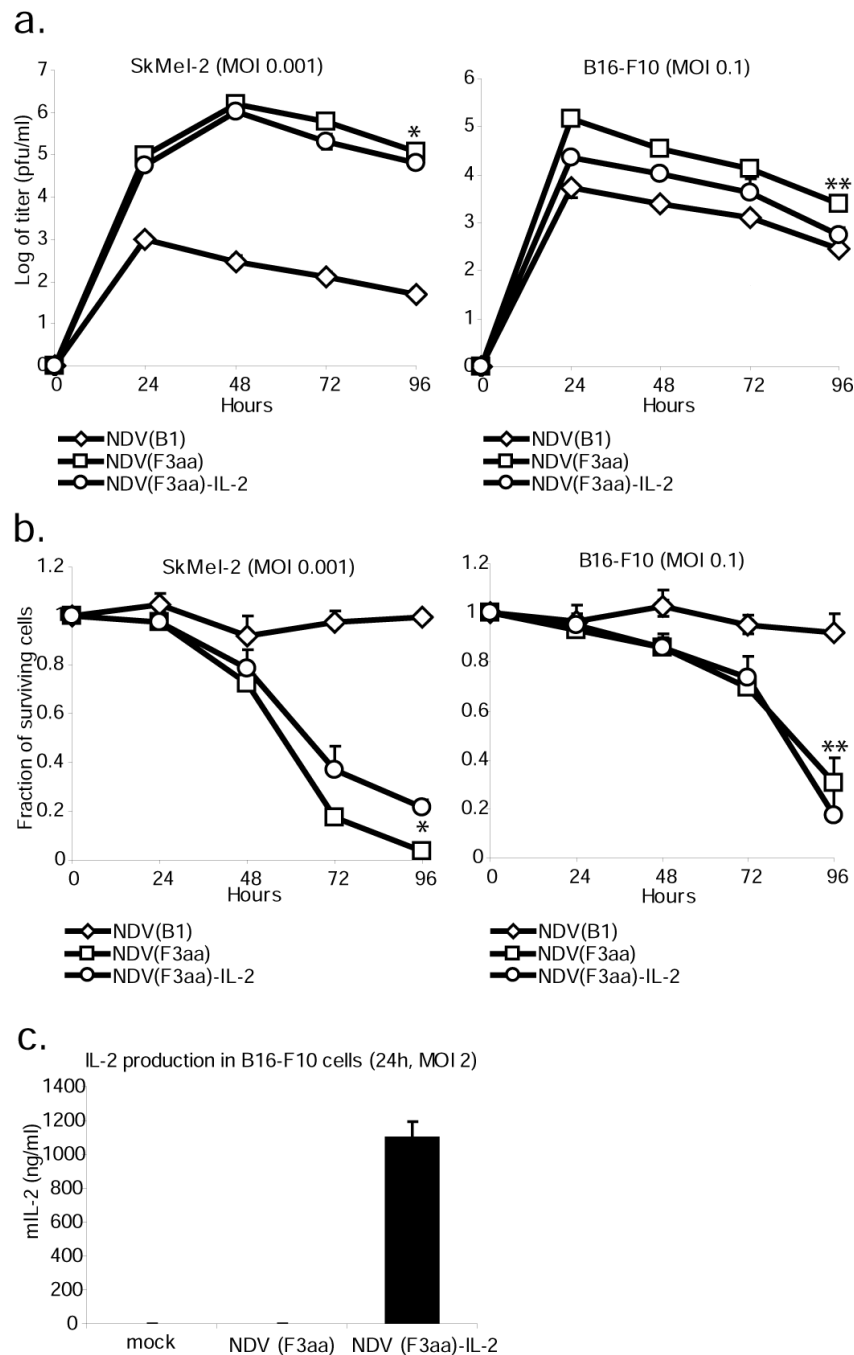 a.
SkMel-2 (MOI 0.001)
Log of titer (pfu/ml)
7
6
5
4
3
2
1
0
*
0 24 48 72 96
Hours
NDV(B1)
NDV(F3aa)
NDV(F3aa)-IL-2
B16-F10 (MOI 0.1)
6
5
4
3
2
1
0
**
0 24 48 72 96
Hours
NDV(B1)
NDV(F3aa)
NDV(F3aa)-IL-2
b.
SkMel-2 (MOI 0.001)
Fraction of surviving cells
1.2
1
0.8
0.6
0.4
0.2
0
*
0 24 48 72 96
Hours
NDV(B1)
NDV(F3aa)
NDV(F3aa)-IL-2
B16-F10 (MOI 0.1)
1.2
1
0.8
0.6
0.4
0.2
0
**
0 24 48 72 96
Hours
NDV(B1)
NDV(F3aa)
NDV(F3aa)-IL-2
c.
IL-2 production in B16-F10 cells (24h, MOI 2)
mIL-2 (ng/ml)
1400
1200
1000
800
600
400
200
0
mock NDV (F3aa) NDV (F3aa)-IL-2